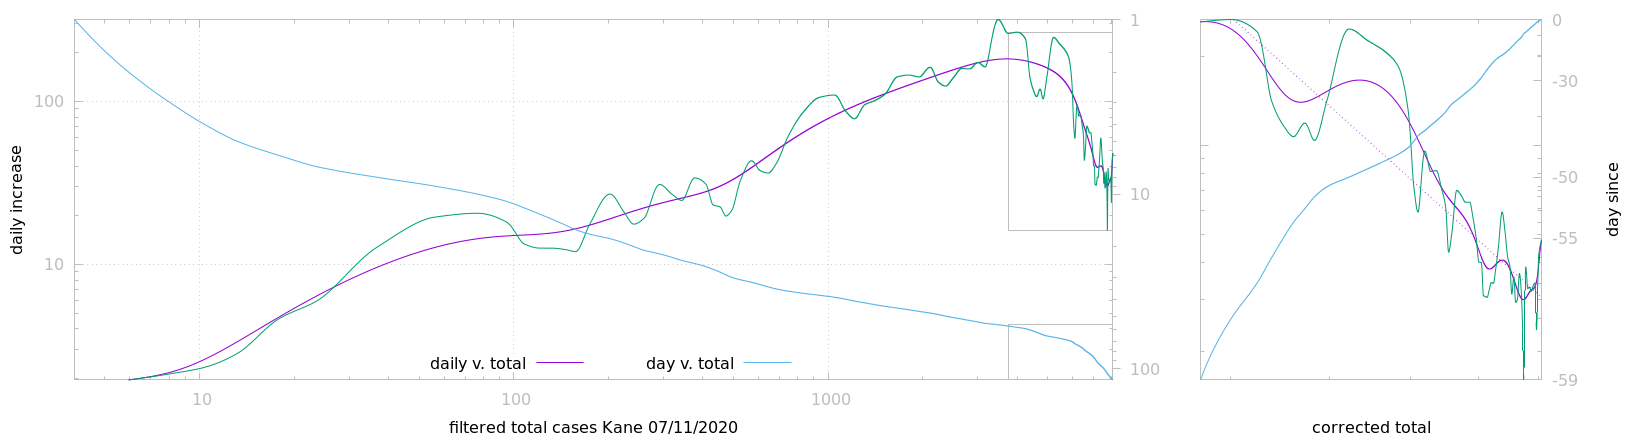 100
10
daily increase
daily v. total
day v. total
10
100
1000
filtered total cases Kane 07/11/2020
1
10
100
0
-30
-50
-55
-59
day since
corrected total